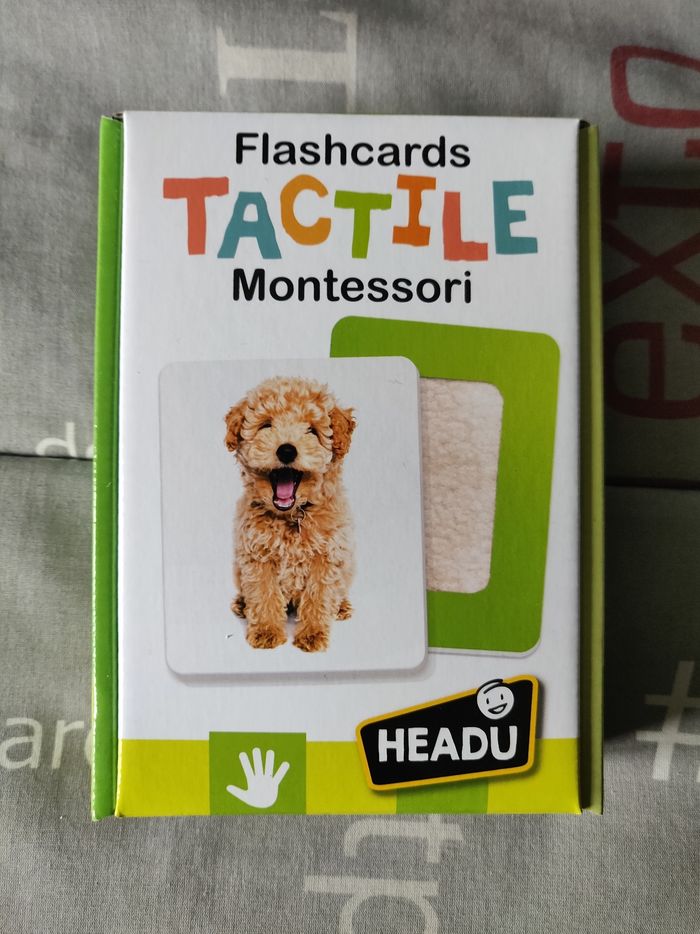 Flashcards
TACTILE
Montessori
HEADU